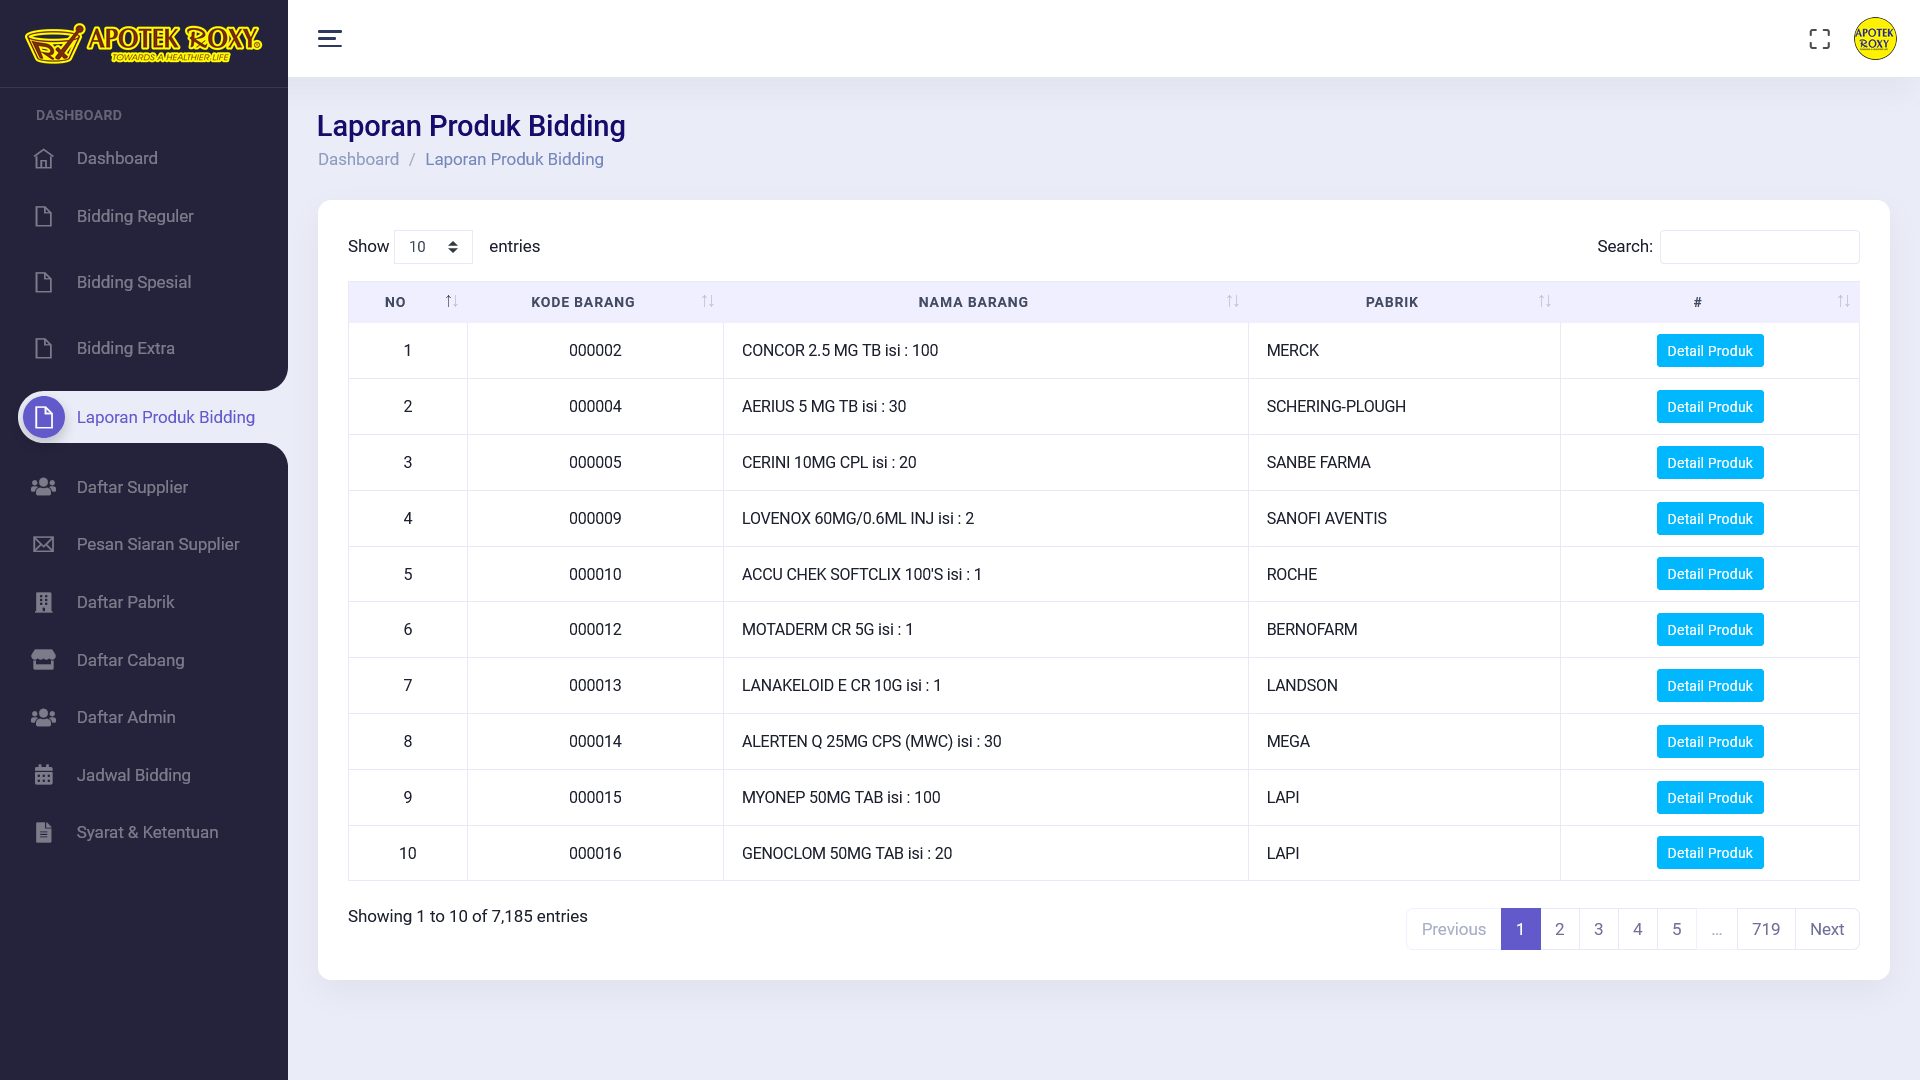 APOTEK ROXY
TOWARDS A HEALTHIER LIFE
APOTEK
ROXY
DASHBOARD
Dashboard
Bidding Reguler
Bidding Spesial
Bidding Extra
Laporan Produk Bidding
Daftar Supplier
Pesan Siaran Supplier
Daftar Pabrik
Daftar Cabang
Daftar Admin
Jadwal Bidding
Syarat & Ketentuan
Laporan Produk Bidding
Dashboard / Laporan Produk Bidding
Show 10 entries Search:
NO KODE BARANG NAMA BARANG PABRIK #
1 000002 CONCOR 2.5 MG TB isi : 100 MERCK Detail Produk
2 000004 AERIUS 5 MG TB isi : 30 SCHERING-PLOUGH Detail Produk
3 000005 CERINI 10MG CPL isi : 20 SANBE FARMA Detail Produk
4 000009 LOVENOX 60MG/0.6ML INJ isi : 2 SANOFI AVENTIS Detail Produk
5 000010 ACCU CHEK SOFTCLIX 100'S isi : 1 ROCHE Detail Produk
6 000012 MOTADERM CR 5G isi : 1 BERNOFARM Detail Produk
7 000013 LANAKELOID E CR 10G isi : 1 LANDSON Detail Produk
8 000014 ALERTEN Q 25MG CPS (MWC) isi : 30 MEGA Detail Produk
9 000015 MYONEP 50MG TAB isi : 100 LAPI Detail Produk
10 000016 GENOCLOM 50MG TAB isi : 20 LAPI Detail Produk
Showing 1 to 10 of 7,185 entries
Previous 1 2 3 4 5 … 719 Next